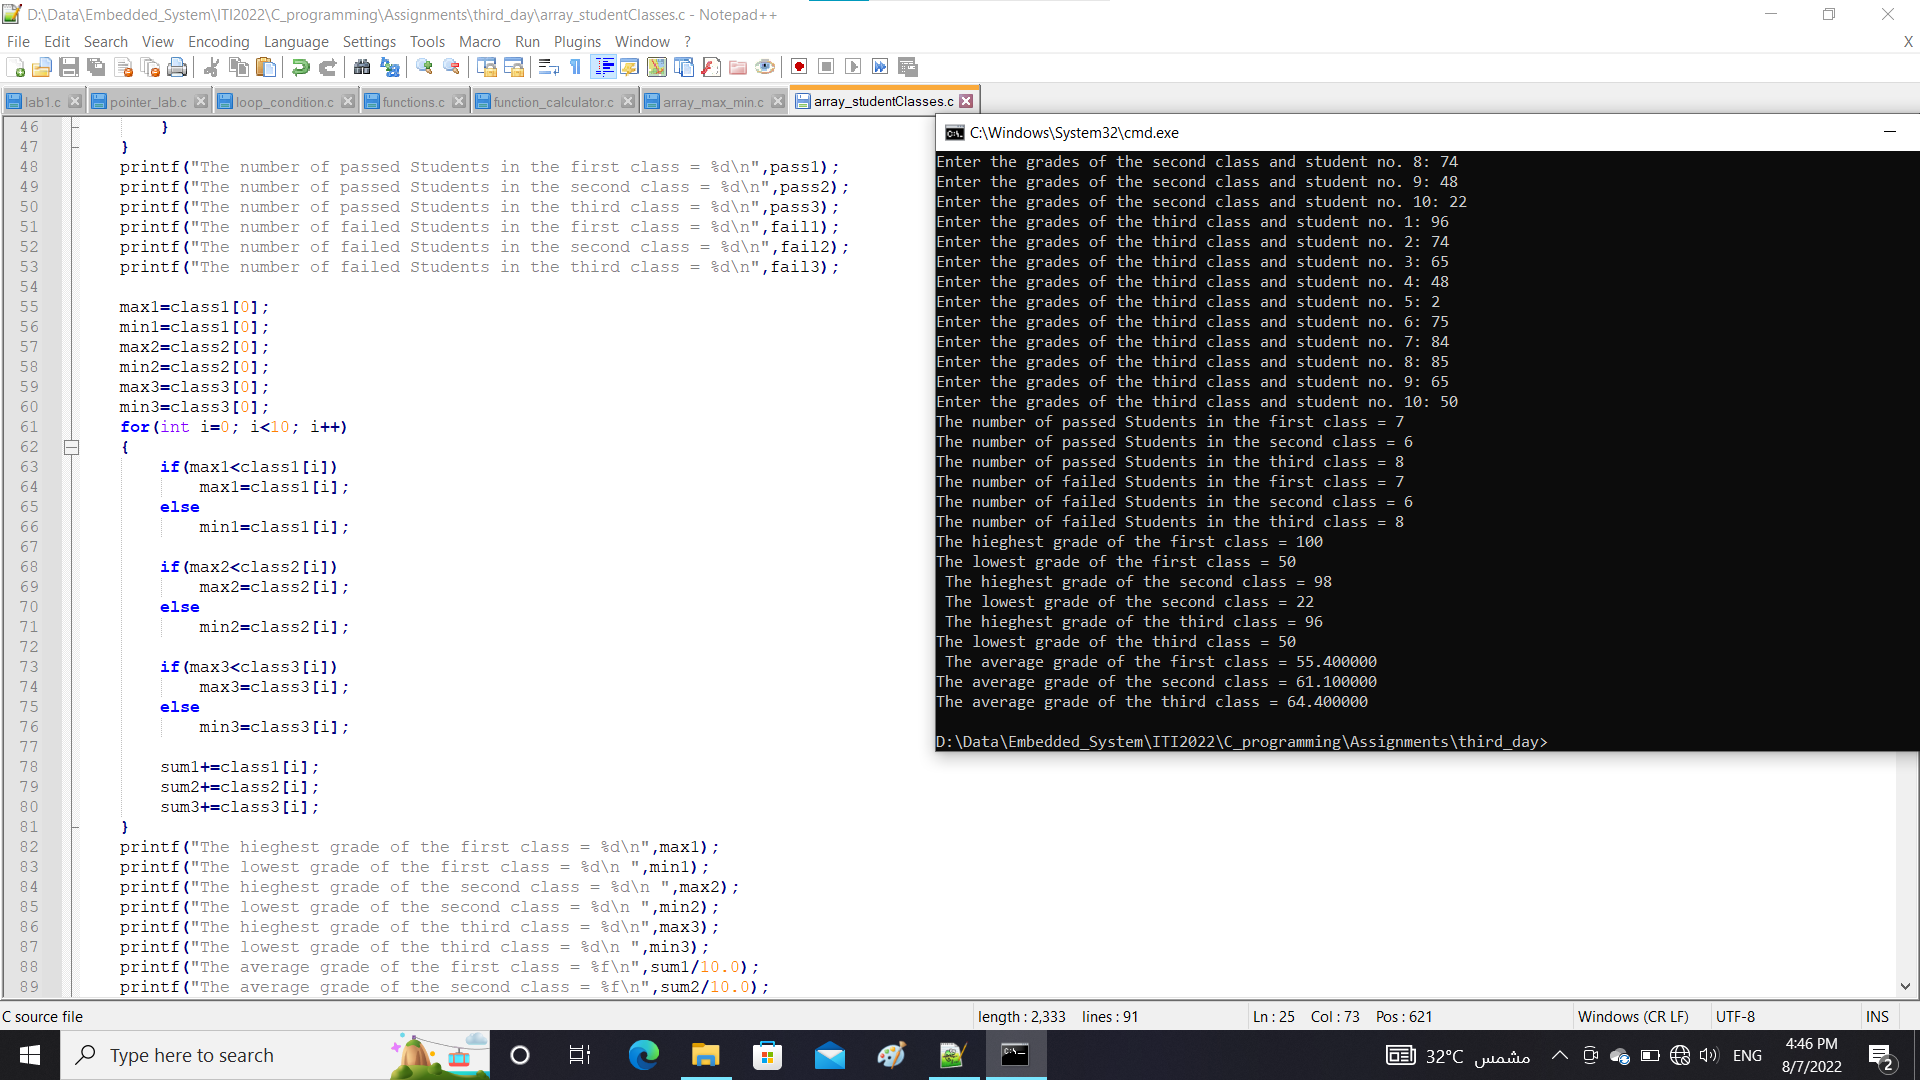 D:\Data\Embedded_System\ITI2022\C_programming\Assignments\third_day\array_studentClasses.c - Notepad++
File Edit Search View Encoding Language Settings Tools Macro Run Plugins Window ? X
lab1.c pointer_lab.c loop_condition.c functions.c function_calculator.c array_max_min.c array_studentClasses.c
46 }
47 }
48 printf("The number of passed Students in the first class = %d\n",pass1);
49 printf("The number of passed Students in the second class = %d\n",pass2);
50 printf("The number of passed Students in the third class = %d\n",pass3);
51 printf("The number of failed Students in the first class = %d\n",fail1);
52 printf("The number of failed Students in the second class = %d\n",fail2);
53 printf("The number of failed Students in the third class = %d\n",fail3);
54
55 max1=class1[0];
56 min1=class1[0];
57 max2=class2[0];
58 min2=class2[0];
59 max3=class3[0];
60 min3=class3[0];
61 for(int i=0; i<10; i++)
62 {
63 if(max1<class1[i])
64 max1=class1[i];
65 else
66 min1=class1[i];
67
68 if(max2<class2[i])
69 max2=class2[i];
70 else
71 min2=class2[i];
72
73 if(max3<class3[i])
74 max3=class3[i];
75 else
76 min3=class3[i];
77
78 sum1+=class1[i];
79 sum2+=class2[i];
80 sum3+=class3[i];
81 }
82 printf("The hieghest grade of the first class = %d\n",max1);
83 printf("The lowest grade of the first class = %d\n ",min1);
84 printf("The hieghest grade of the second class = %d\n ",max2);
85 printf("The lowest grade of the second class = %d\n ",min2);
86 printf("The hieghest grade of the third class = %d\n",max3);
87 printf("The lowest grade of the third class = %d\n ",min3);
88 printf("The average grade of the first class = %f\n",sum1/10.0);
89 printf("The average grade of the second class = %f\n",sum2/10.0);
C:\Windows\System32\cmd.exe
Enter the grades of the second class and student no. 8: 74
Enter the grades of the second class and student no. 9: 48
Enter the grades of the second class and student no. 10: 22
Enter the grades of the third class and student no. 1: 96
Enter the grades of the third class and student no. 2: 74
Enter the grades of the third class and student no. 3: 65
Enter the grades of the third class and student no. 4: 48
Enter the grades of the third class and student no. 5: 2
Enter the grades of the third class and student no. 6: 75
Enter the grades of the third class and student no. 7: 84
Enter the grades of the third class and student no. 8: 85
Enter the grades of the third class and student no. 9: 65
Enter the grades of the third class and student no. 10: 50
The number of passed Students in the first class = 7
The number of passed Students in the second class = 6
The number of passed Students in the third class = 8
The number of failed Students in the first class = 7
The number of failed Students in the second class = 6
The number of failed Students in the third class = 8
The hieghest grade of the first class = 100
The lowest grade of the first class = 50
The hieghest grade of the second class = 98
The lowest grade of the second class = 22
The hieghest grade of the third class = 96
The lowest grade of the third class = 50
The average grade of the first class = 55.400000
The average grade of the second class = 61.100000
The average grade of the third class = 64.400000
D:\Data\Embedded_System\ITI2022\C_programming\Assignments\third_day>
C source file length : 2,333 lines : 91 Ln : 25 Col : 73 Pos : 621 Windows (CR LF) UTF-8 INS
Type here to search 32°C مشمس ENG 4:46 PM
8/7/2022 2